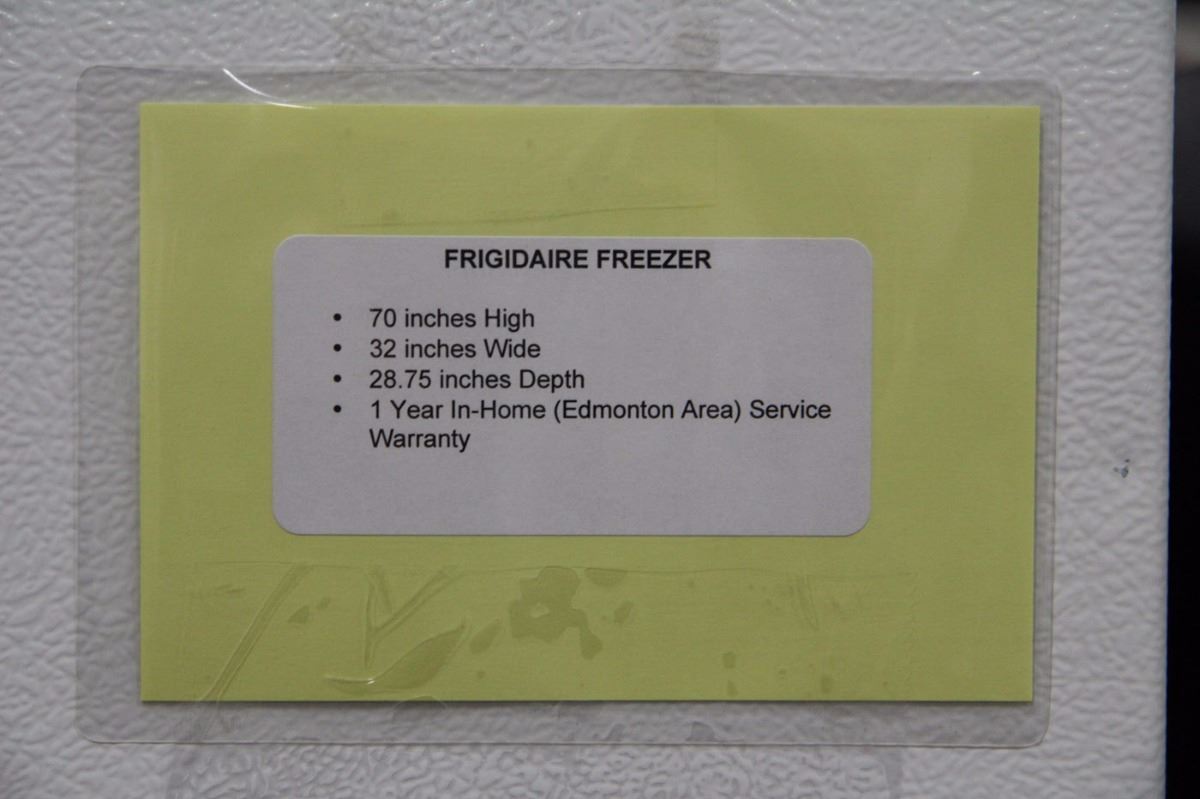 FRIGIDAIRE FREEZER
• 70 inches High
• 32 inches Wide
• 28.75 inches Depth
• 1 Year In-Home (Edmonton Area) Service
Warranty